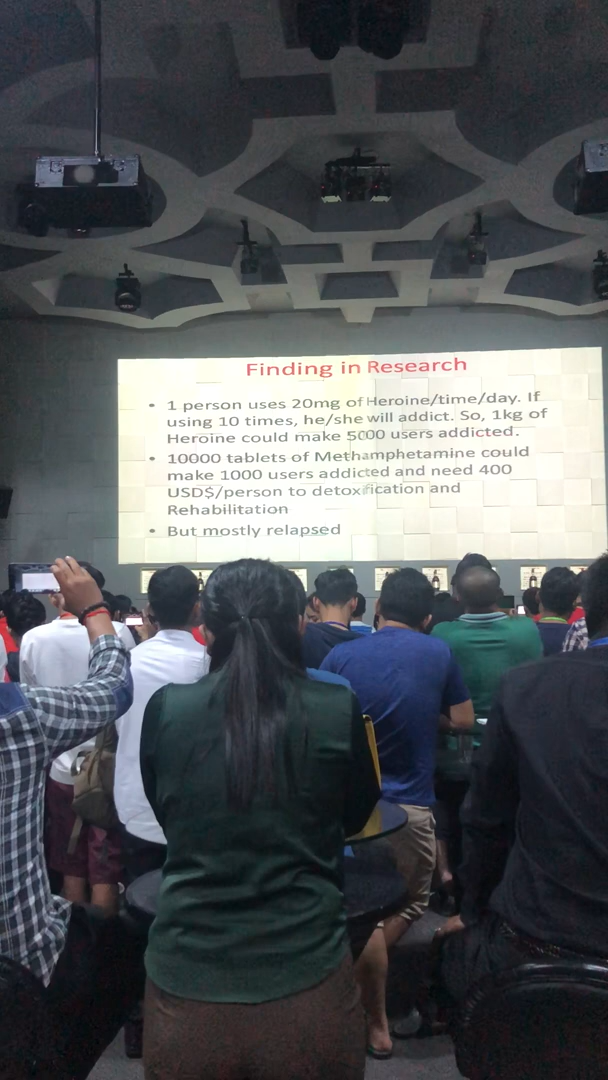 Finding in Research
• 1 person uses 20mg of Heroine/time/day. If
using 10 times, he/she will addict. So, 1kg of
Heroine could make 5000 users addicted.
• 10000 tablets of Methamphetamine could
make 1000 users addicted and need 400
USD$/person to detoxification and
Rehabilitation
• But mostly relapsed